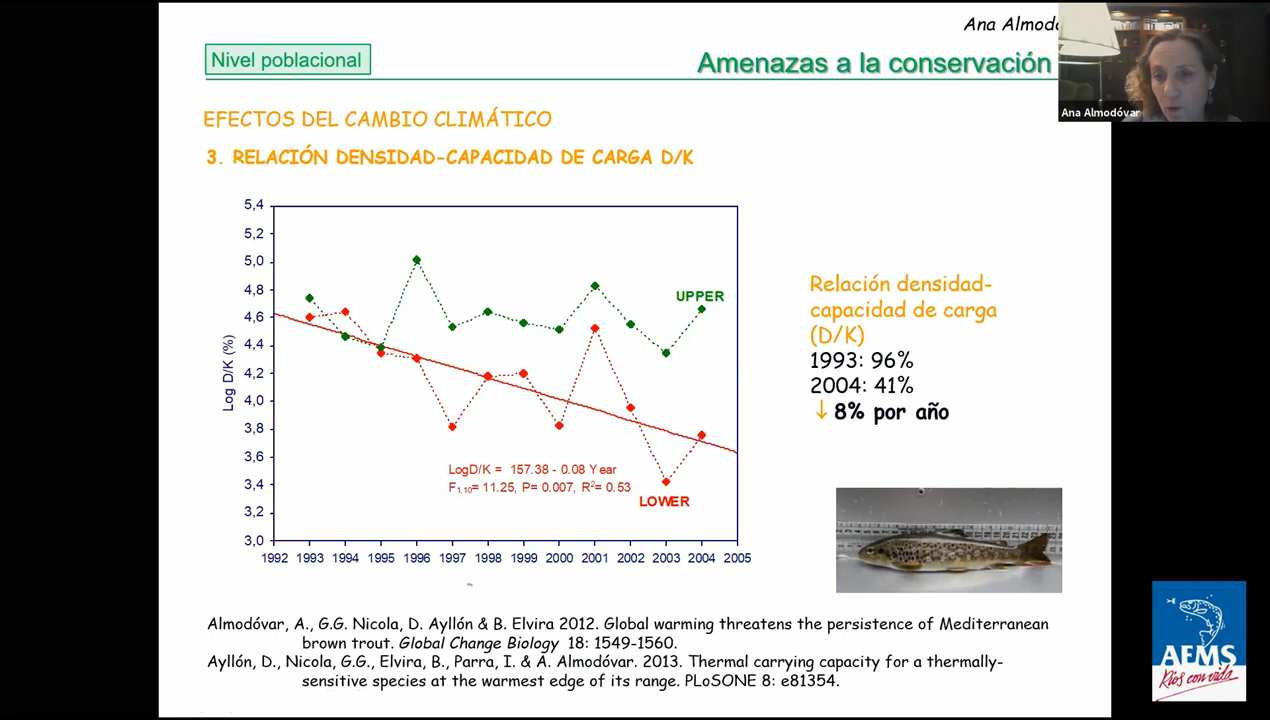 Ana Almodó
Nivel poblacional
Amenazas a la conservación
Ana Almodóvar
EFECTOS DEL CAMBIO CLIMÁTICO
3. RELACIÓN DENSIDAD-CAPACIDAD DE CARGA D/K
5,4
5,2
5,0
4,8
4,6
4,4
4,2
4,0
3,8
3,6
3,4
3,2
3,0
Log D/K (%)
UPPER
LogD/K = 157.38 - 0.08 Year
F1,10= 11.25, P= 0.007, R2= 0.53
LOWER
1992 1993 1994 1995 1996 1997 1998 1999 2000 2001 2002 2003 2004 2005
Relación densidad-
capacidad de carga
(D/K)
1993: 96%
2004: 41%
↓ 8% por año
Almodóvar, A., G.G. Nicola, D. Ayllón & B. Elvira 2012. Global warming threatens the persistence of Mediterranean
brown trout. Global Change Biology 18: 1549-1560.
Ayllón, D., Nicola, G.G., Elvira, B., Parra, I. & A. Almodóvar. 2013. Thermal carrying capacity for a thermally-
sensitive species at the warmest edge of its range. PLoSONE 8: e81354.
AEMS
Ríos con vida